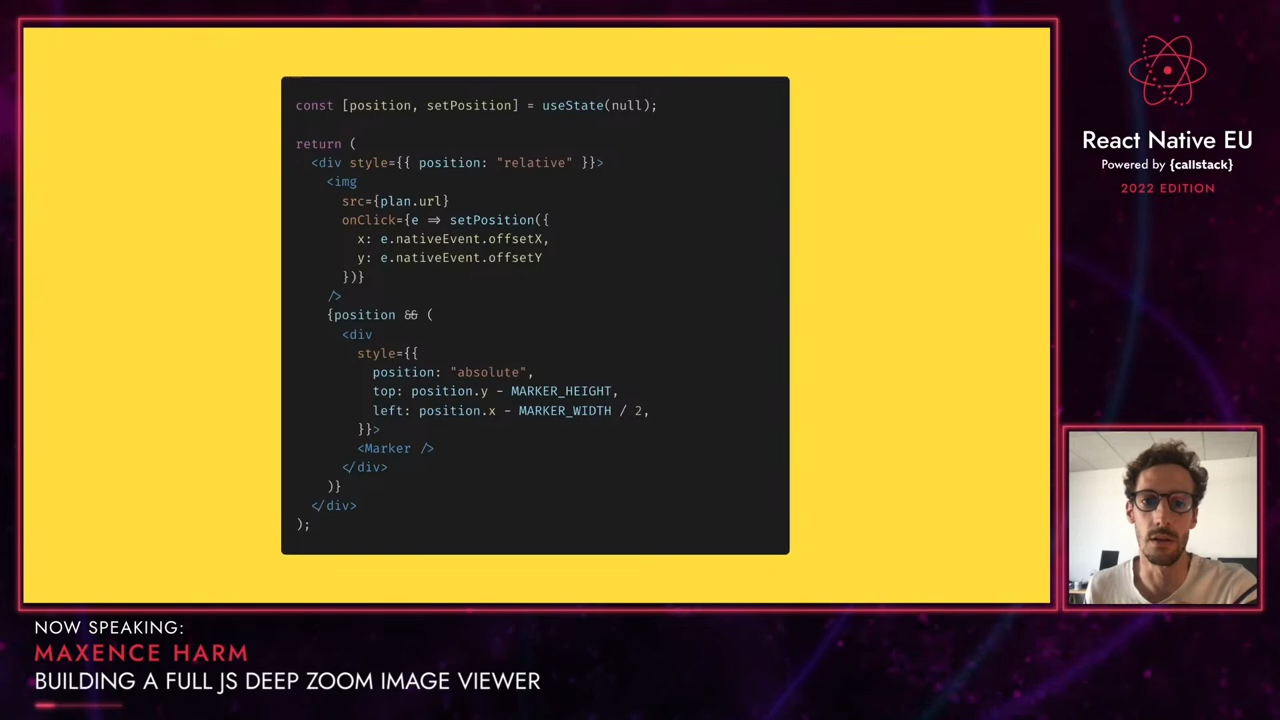 const [position, setPosition] = useState(null);
return (
<div style={{ position: "relative" }}>
<img
src={plan.url}
onClick={e => setPosition({
x: e.nativeEvent.offsetX,
y: e.nativeEvent.offsetY
})}
/>
{position && (
<div
style={{
position: "absolute",
top: position.y - MARKER_HEIGHT,
left: position.x - MARKER_WIDTH / 2,
}}>
<Marker />
</div>
)}
</div>
);
React Native EU
Powered by {callstack}
2022 EDITION
NOW SPEAKING:
MAXENCE HARM
BUILDING A FULL JS DEEP ZOOM IMAGE VIEWER